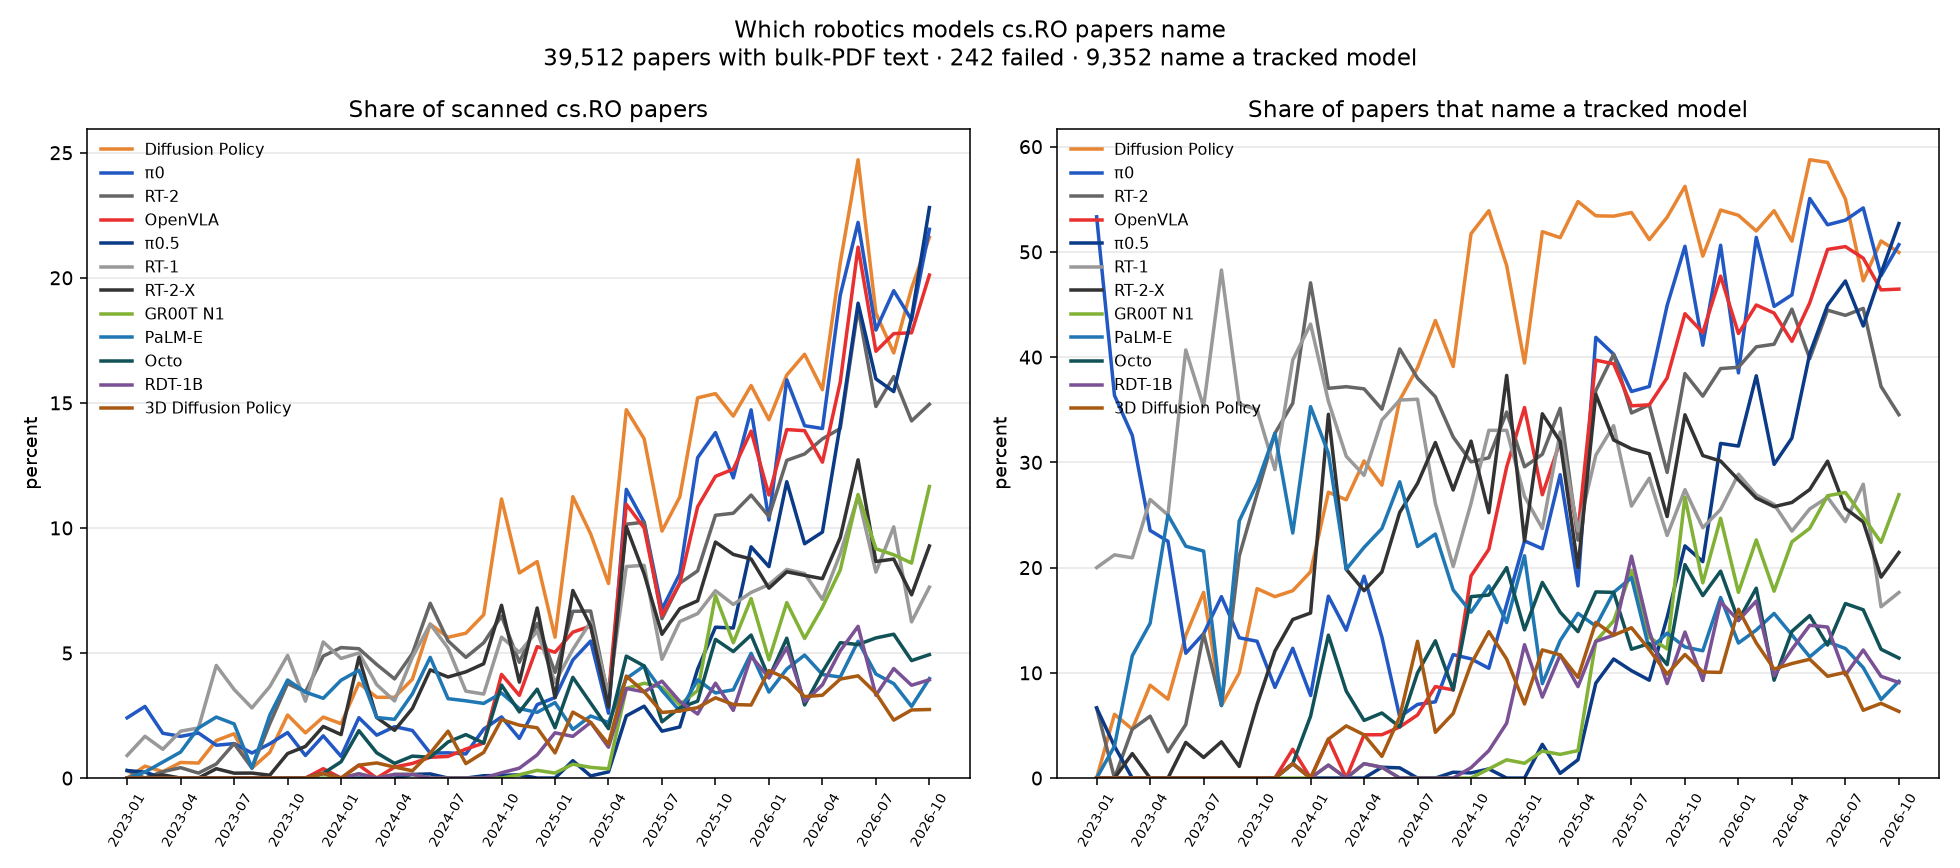 Which robotics models cs.RO papers name
39,512 papers with bulk-PDF text · 242 failed · 9,352 name a tracked model
Share of scanned cs.RO papers
percent
25
20
15
10
5
0
Diffusion Policy
π0
RT-2
OpenVLA
π0.5
RT-1
RT-2-X
GR00T N1
PaLM-E
Octo
RDT-1B
3D Diffusion Policy
2023-01
2023-04
2023-07
2023-10
2024-01
2024-04
2024-07
2024-10
2025-01
2025-04
2025-07
2025-10
2026-01
2026-04
2026-07
2026-10
Share of papers that name a tracked model
percent
60
50
40
30
20
10
0
Diffusion Policy
π0
RT-2
OpenVLA
π0.5
RT-1
RT-2-X
GR00T N1
PaLM-E
Octo
RDT-1B
3D Diffusion Policy
2023-01
2023-04
2023-07
2023-10
2024-01
2024-04
2024-07
2024-10
2025-01
2025-04
2025-07
2025-10
2026-01
2026-04
2026-07
2026-10